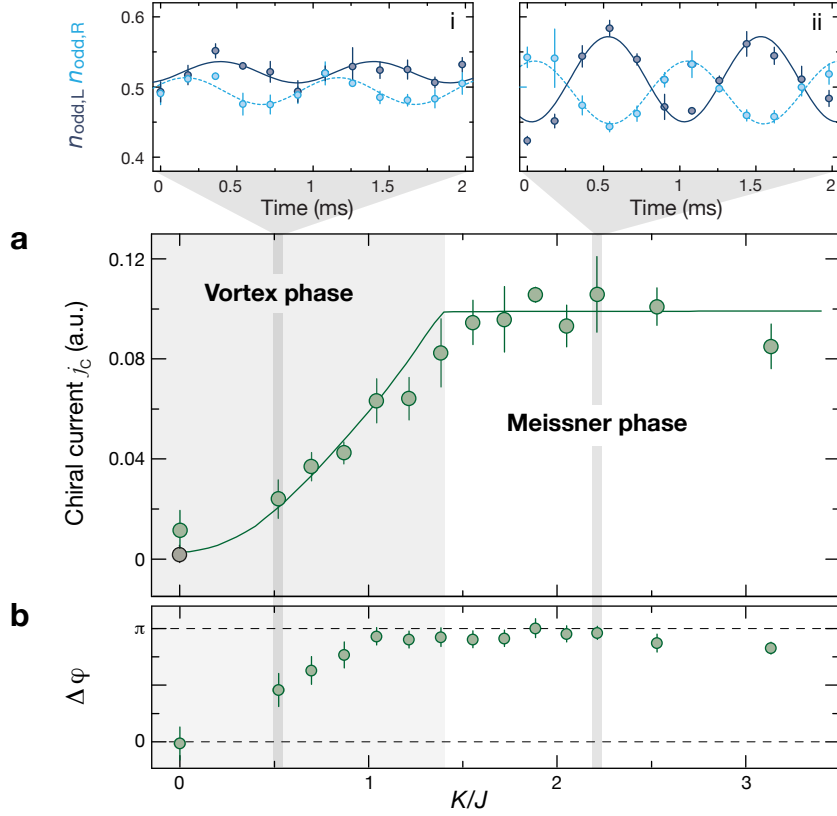 i
ii
n_odd,L n_odd,R
0.6
0.5
0.4
0 0.5 1 1.5 2
0 0.5 1 1.5 2
Time (ms)
Time (ms)
a
0.12
0.08
0.04
0
Chiral current j_C (a.u.)
Vortex phase
Meissner phase
b
π
0
Δ φ
0 1 2 3
K/J